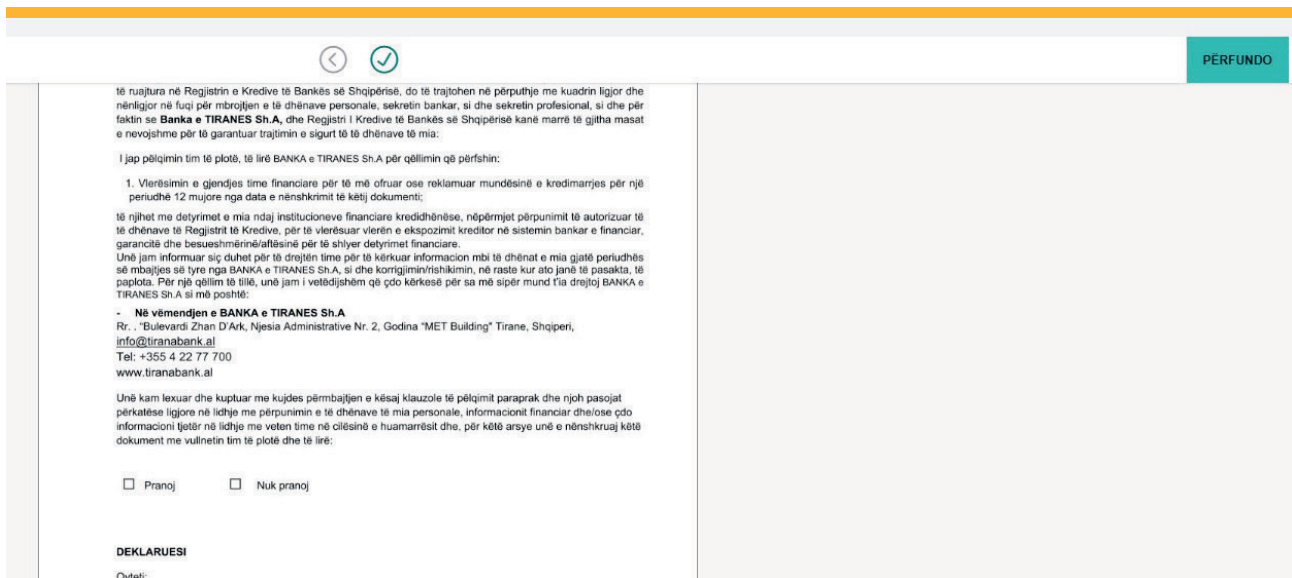 PËRFUNDO
të ruajtura në Regjistrin e Kredive të Bankës së Shqipërisë, do të trajtohen në përputhje me kuadrin ligjor dhe
nënligjor në fuqi për mbrojtjen e të dhënave personale, sekretin bankar, si dhe sekretin profesional, si dhe për
faktin se Banka e TIRANES Sh.A, dhe Regjistri I Kredive të Bankës së Shqipërisë kanë marrë të gjitha masat
e nevojshme për të garantuar trajtimin e sigurt të të dhënave të mia:
I jap pëlqimin tim të plotë, të lirë BANKA e TIRANES Sh.A për qëllimin që përfshin:
1. Vlerësimin e gjendjes time financiare për të më ofruar ose reklamuar mundësinë e kredimarrjes për një
periudhë 12 mujore nga data e nënshkrimit të këtij dokumenti;
të njihet me detyrimet e mia ndaj institucioneve financiare kredidhënëse, nëpërmjet përpunimit të autorizuar të
të dhënave të Regjistrit të Kredive, për të vlerësuar vlerën e ekspozimit kreditor në sistemin bankar e financiar,
garancitë dhe besueshmërinë/aftësinë për të shlyer detyrimet financiare.
Unë jam informuar siç duhet për të drejtën time për të kërkuar informacion mbi të dhënat e mia gjatë periudhës
së mbajtjes së tyre nga BANKA e TIRANES Sh.A, si dhe korrigjimin/rishikimin, në raste kur ato janë të pasakta, të
paplota. Për një qëllim të tillë, unë jam i vetëdijshëm që çdo kërkesë për sa më sipër mund t'ia drejtoj BANKA e
TIRANES Sh.A si më poshtë:
- Në vëmendjen e BANKA e TIRANES Sh.A
Rr. . "Bulevardi Zhan D'Ark, Njesia Administrative Nr. 2, Godina "MET Building" Tirane, Shqiperi,
info@tiranabank.al
Tel: +355 4 22 77 700
www.tiranabank.al
Unë kam lexuar dhe kuptuar me kujdes përmbajtjen e kësaj klauzole të pëlqimit paraprak dhe njoh pasojat
përkatëse ligjore në lidhje me përpunimin e të dhënave të mia personale, informacionit financiar dhe/ose çdo
informacioni tjetër në lidhje me veten time në cilësinë e huamarrësit dhe, për këtë arsye unë e nënshkruaj këtë
dokument me vullnetin tim të plotë dhe të lirë:
Pranoj Nuk pranoj
DEKLARUESI
Qyteti: